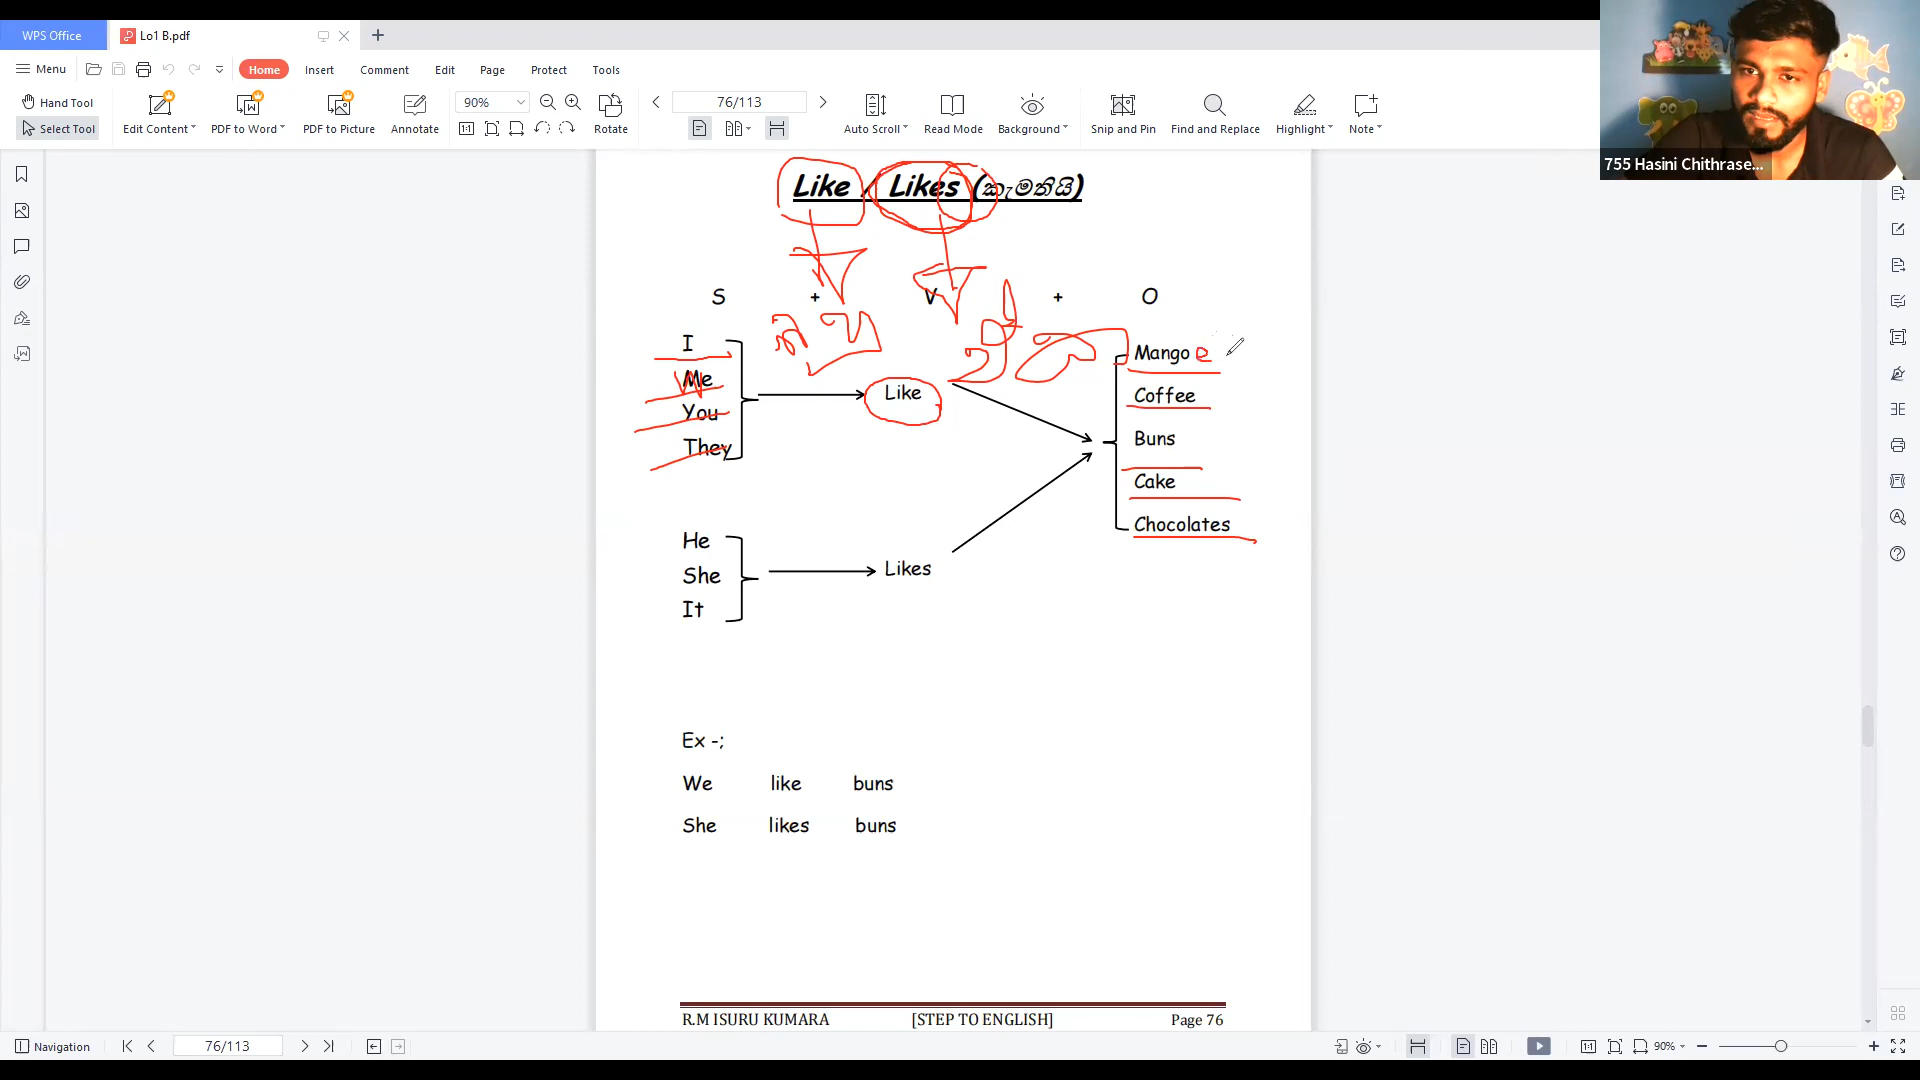 WPS Office
Lo1 B.pdf
Menu
Home
Insert
Comment
Edit
Page
Protect
Tools
Hand Tool
Select Tool
Edit Content
PDF to Word
PDF to Picture
Annotate
90%
Rotate
76/113
Auto Scroll
Read Mode
Background
Snip and Pin
Find and Replace
Highlight
Note
755 Hasini Chithrase...
Like / Likes (කැමතියි)
S + V + O
I
Me
You
They
Like
Mango e
Coffee
Buns
Cake
Chocolates
He
She
It
Likes
Ex -;
We like buns
She likes buns
R.M ISURU KUMARA [STEP TO ENGLISH] Page 76
Navigation
76/113
90%